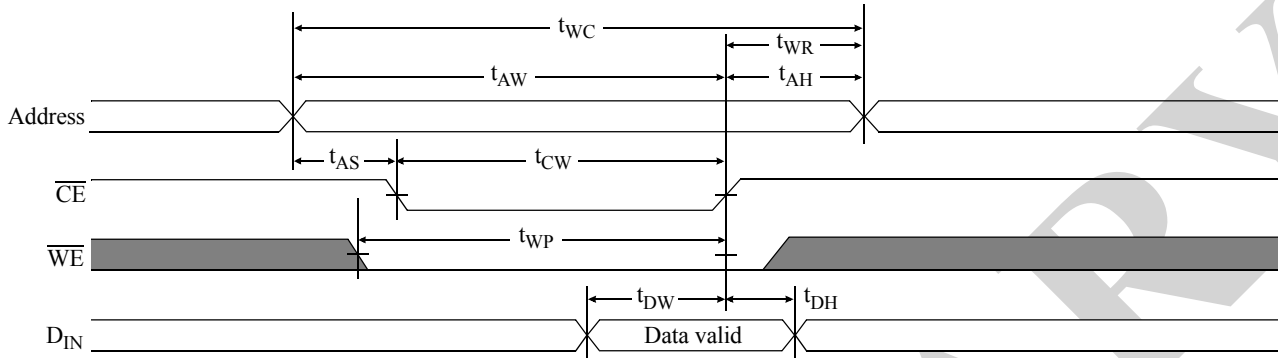 tWC
tWR
tAW
tAH
Address
tAS
tCW
CE
tWP
WE
tDW
tDH
DIN
Data valid